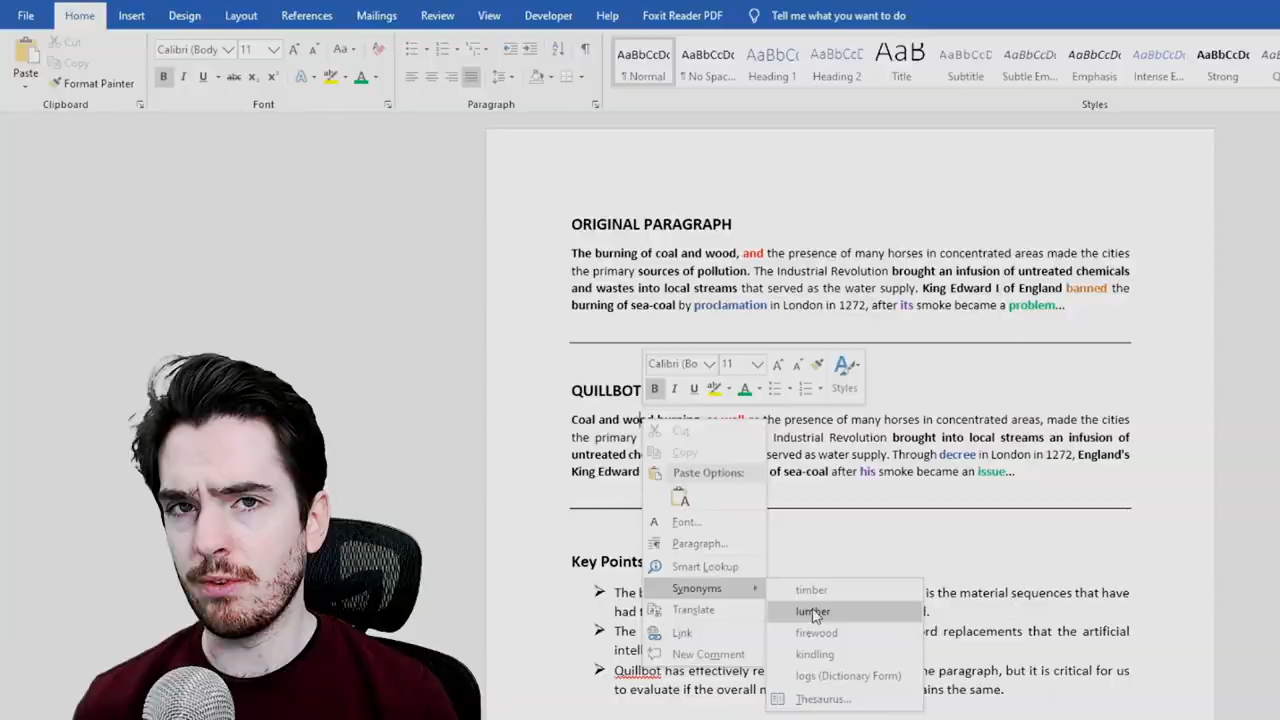 File Home Insert Design Layout References Mailings Review View Developer Help Foxit Reader PDF Tell me what you want to do
Paste
Cut
Copy
Format Painter
Clipboard
Calibri (Body 11 Aa
B I U abc x₂ x² A A
Font
Paragraph
AaBbCcDc AaBbCcDc AaBbC( AaBbCcC AaB AaBbCcD AaBbCcDc AaBbCcDc AaBbCcDc AaBbCcDc
¶ Normal ¶ No Spac... Heading 1 Heading 2 Title Subtitle Subtle Em... Emphasis Intense E... Strong
Styles
ORIGINAL PARAGRAPH
The burning of coal and wood, and the presence of many horses in concentrated areas made the cities
the primary sources of pollution. The Industrial Revolution brought an infusion of untreated chemicals
and wastes into local streams that served as the water supply. King Edward I of England banned the
burning of sea-coal by proclamation in London in 1272, after its smoke became a problem...
Calibri (Bo 11
B I U
Styles
QUILLBOT
Coal and wood burning, as well as the presence of many horses in concentrated areas, made the cities
the primary Industrial Revolution brought into local streams an infusion of
untreated ch served as water supply. Through decree in London in 1272, England's
King Edward of sea-coal after his smoke became an issue...
Cut
Copy
Paste Options:
A
Font...
Paragraph...
Smart Lookup
Synonyms
Translate
Link
New Comment
timber
lumber
firewood
kindling
logs (Dictionary Form)
Thesaurus...
Key Points
The b is the material sequences that have
had t d.
The rd replacements that the artificial
intell
Quillbot has effectively re ne paragraph, but it is critical for us
to evaluate if the overall m ains the same.